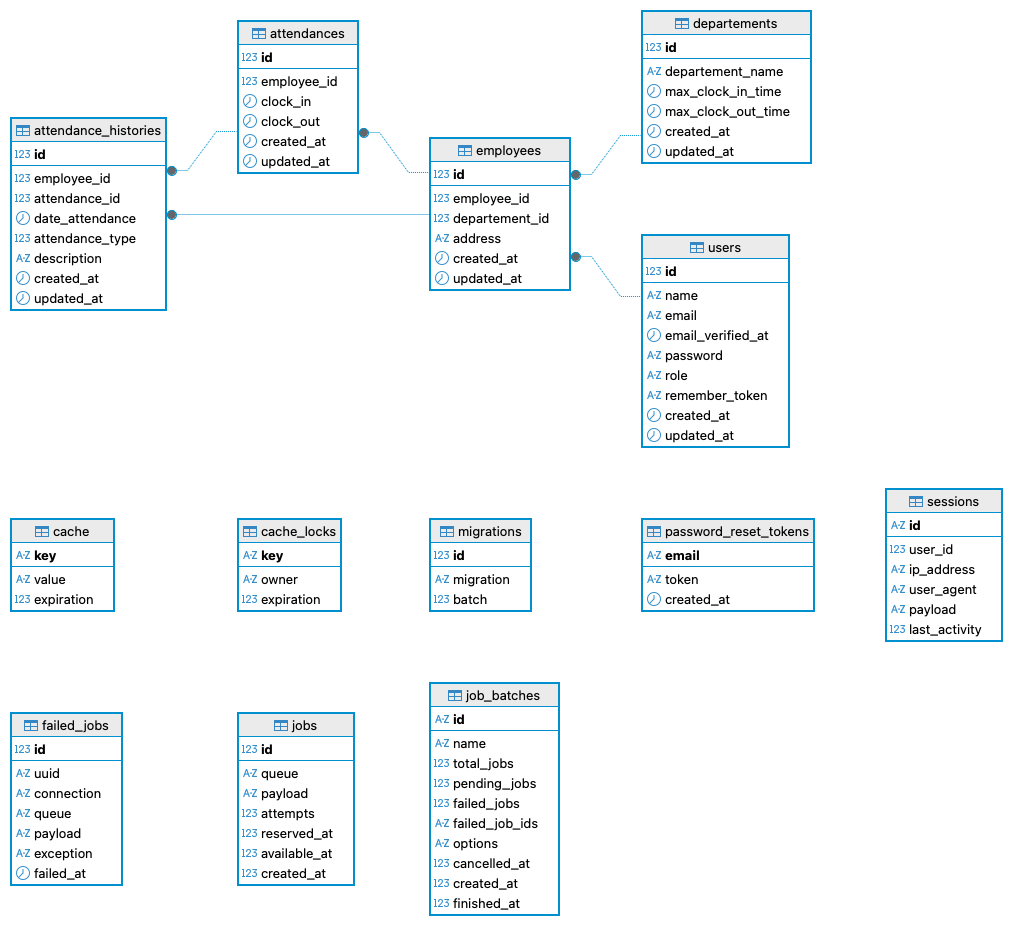 attendances
123 id
123 employee_id
clock_in
clock_out
created_at
updated_at
departements
123 id
A-Z departement_name
max_clock_in_time
max_clock_out_time
created_at
updated_at
attendance_histories
123 id
123 employee_id
123 attendance_id
date_attendance
123 attendance_type
A-Z description
created_at
updated_at
employees
123 id
123 employee_id
123 departement_id
A-Z address
created_at
updated_at
users
123 id
A-Z name
A-Z email
email_verified_at
A-Z password
A-Z role
A-Z remember_token
created_at
updated_at
cache
A-Z key
A-Z value
123 expiration
cache_locks
A-Z key
A-Z owner
123 expiration
migrations
123 id
A-Z migration
123 batch
password_reset_tokens
A-Z email
A-Z token
created_at
sessions
A-Z id
123 user_id
A-Z ip_address
A-Z user_agent
A-Z payload
123 last_activity
failed_jobs
123 id
A-Z uuid
A-Z connection
A-Z queue
A-Z payload
A-Z exception
failed_at
jobs
123 id
A-Z queue
A-Z payload
123 attempts
123 reserved_at
123 available_at
123 created_at
job_batches
A-Z id
A-Z name
123 total_jobs
123 pending_jobs
123 failed_jobs
A-Z failed_job_ids
A-Z options
123 cancelled_at
123 created_at
123 finished_at